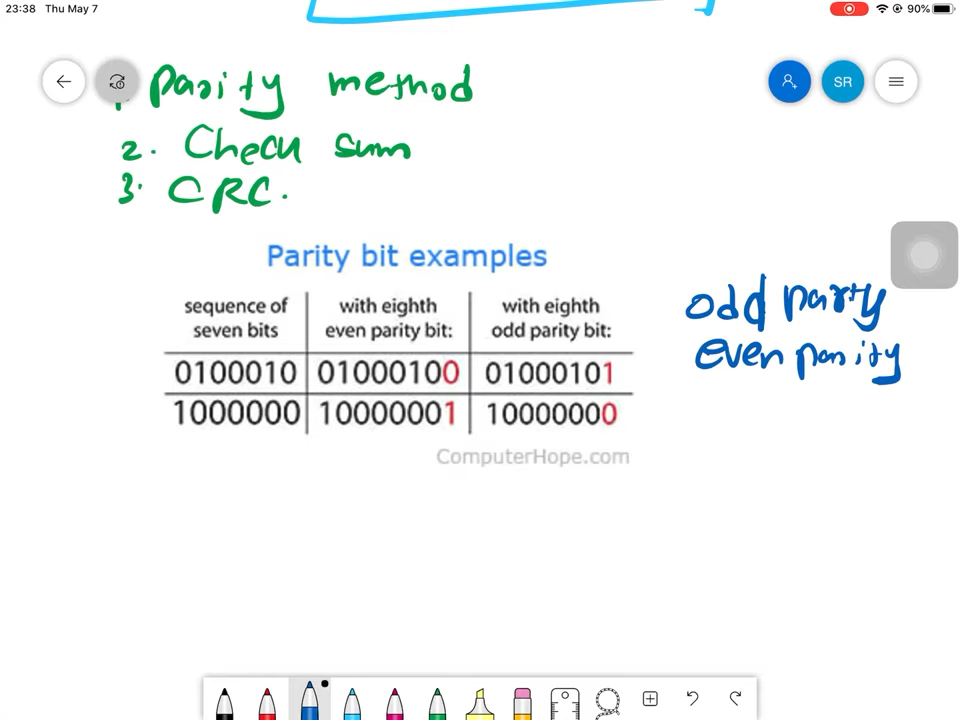 23:38 Thu May 7
90%
1. Parity method
SR
2. Check sum
3. CRC.
Parity bit examples
sequence of seven bits | with eighth even parity bit: | with eighth odd parity bit:
0100010 | 01000100 | 01000101
1000000 | 10000001 | 10000000
ComputerHope.com
odd parity
even parity